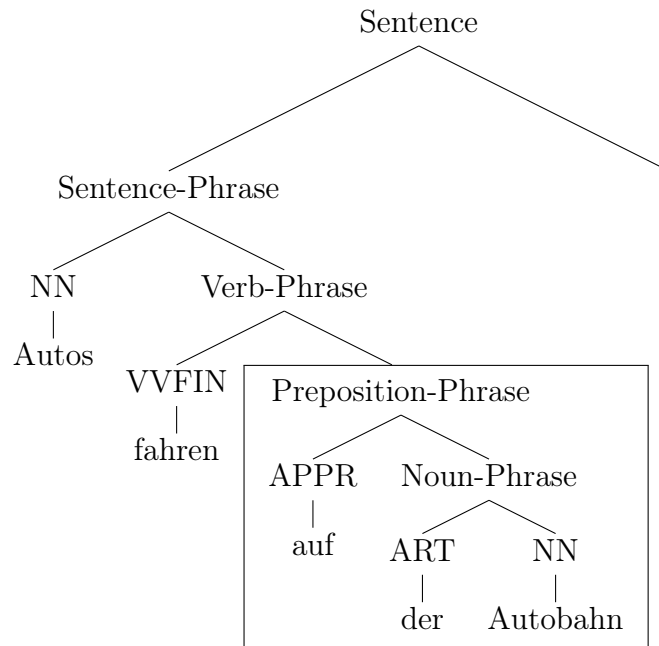 Sentence
Sentence-Phrase
NN Verb-Phrase
Autos
VVFIN Preposition-Phrase
fahren
APPR Noun-Phrase
auf
ART NN
der Autobahn